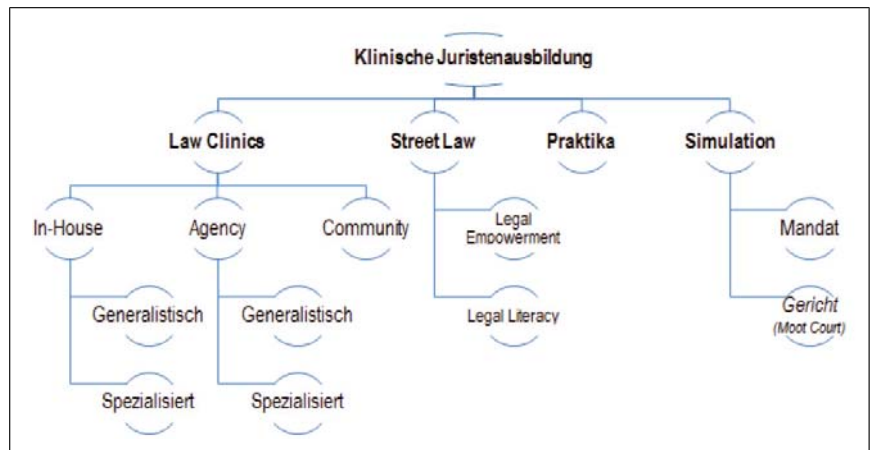 Klinische Juristenausbildung
Law Clinics
Street Law
Praktika
Simulation
In-House
Agency
Community
Legal
Empowerment
Mandat
Generalistisch
Generalistisch
Legal Literacy
Gericht
(Moot Court)
Spezialisiert
Spezialisiert